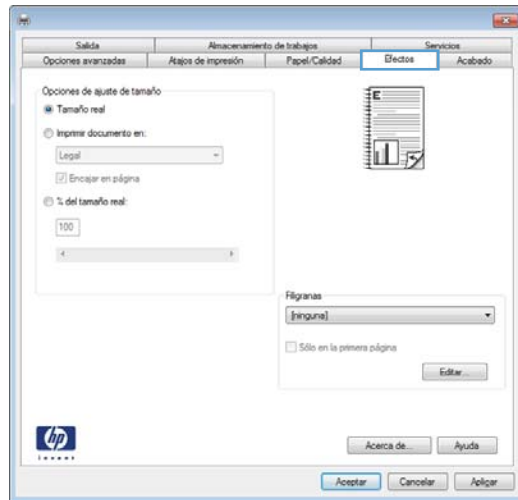 Salida Almacenamiento de trabajos Servicios
Opciones avanzadas Atajos de impresión Papel/Calidad Efectos Acabado
Opciones de ajuste de tamaño
Tamaño real
Imprimir documento en:
Legal
Encajar en página
% del tamaño real:
100
Filigranas
[ninguna]
Sólo en la primera página
Editar...
hp
invent
Acerca de... Ayuda
Aceptar Cancelar Aplicar